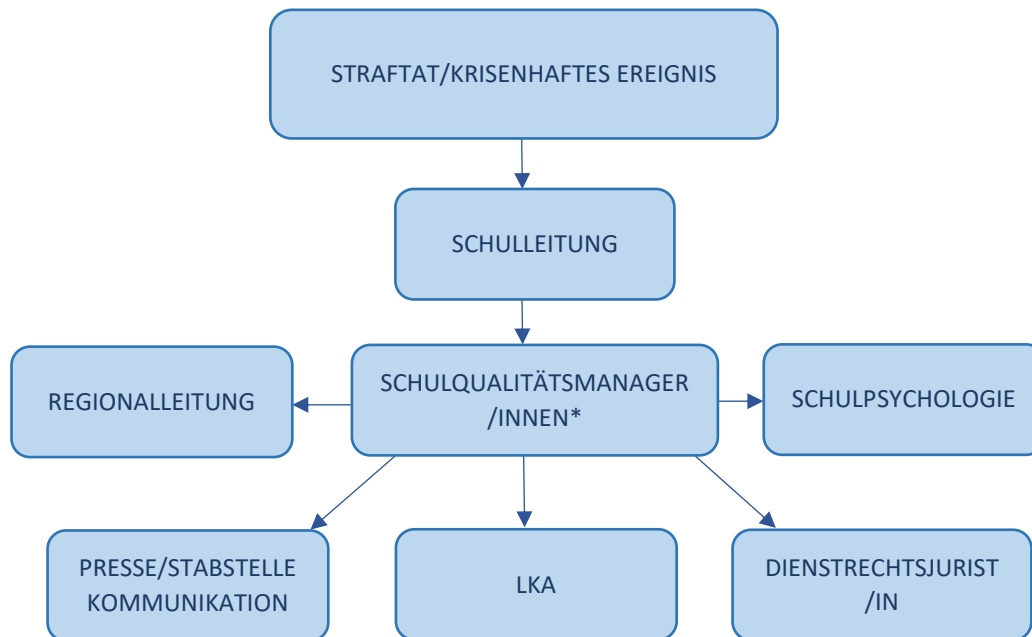 STRAFTAT/KRISENHAFTES EREIGNIS
SCHULLEITUNG
REGIONALLEITUNG
SCHULQUALITÄTSMANAGER
/INNEN*
SCHULPSYCHOLOGIE
PRESSE/STABSTELLE
KOMMUNIKATION
LKA
DIENSTRECHTSJURIST
/IN